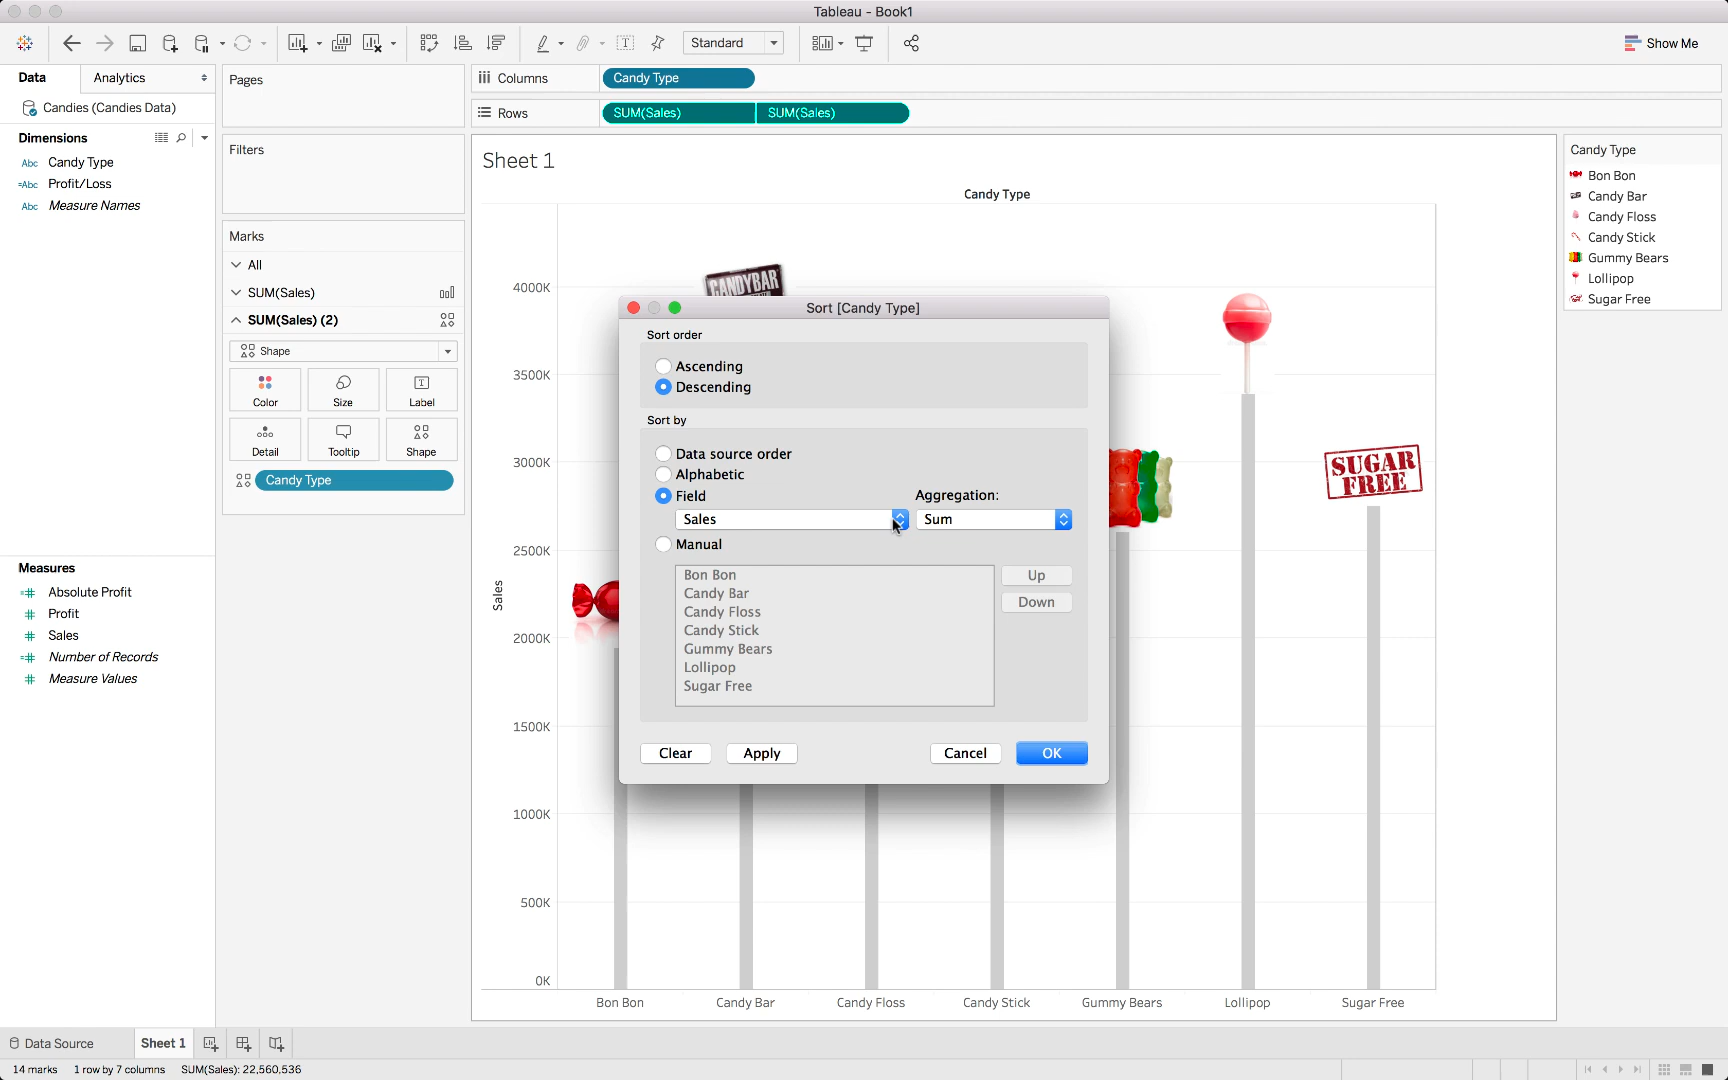 Tableau - Book1
Standard
Show Me
Data
Analytics
Candies (Candies Data)
Dimensions
Abc Candy Type
=Abc Profit/Loss
Abc Measure Names
Measures
Absolute Profit
Profit
Sales
Number of Records
Measure Values
Pages
Filters
Marks
All
SUM(Sales)
SUM(Sales) (2)
Shape
Color
Size
Label
Detail
Tooltip
Shape
Candy Type
Columns
Candy Type
Rows
SUM(Sales)
SUM(Sales)
Sheet 1
Candy Type
4000K
3500K
3000K
2500K
2000K
1500K
1000K
500K
0K
Sales
CANDYBAR
SUGAR
FREE
Bon Bon
Candy Bar
Candy Floss
Candy Stick
Gummy Bears
Lollipop
Sugar Free
Sort [Candy Type]
Sort order
Ascending
Descending
Sort by
Data source order
Alphabetic
Field
Aggregation:
Sales
Sum
Manual
Bon Bon
Candy Bar
Candy Floss
Candy Stick
Gummy Bears
Lollipop
Sugar Free
Up
Down
Clear
Apply
Cancel
OK
Candy Type
Bon Bon
Candy Bar
Candy Floss
Candy Stick
Gummy Bears
Lollipop
Sugar Free
Data Source
Sheet 1
14 marks
1 row by 7 columns
SUM(Sales): 22,560,536